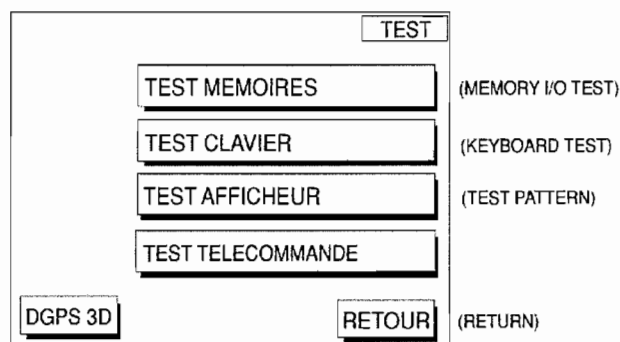 TEST
TEST MEMOIRES (MEMORY I/O TEST)
TEST CLAVIER (KEYBOARD TEST)
TEST AFFICHEUR (TEST PATTERN)
TEST TELECOMMANDE
DGPS 3D RETOUR (RETURN)